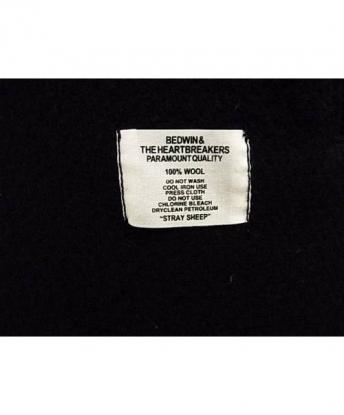 BEDWIN &
THE HEARTBREAKERS
PARAMOUNT QUALITY
100% WOOL
DO NOT WASH
COOL IRON USE
PRESS CLOTH
DO NOT USE
CHLORINE BLEACH
DRYCLEAN PETROLEUM
"STRAY SHEEP"